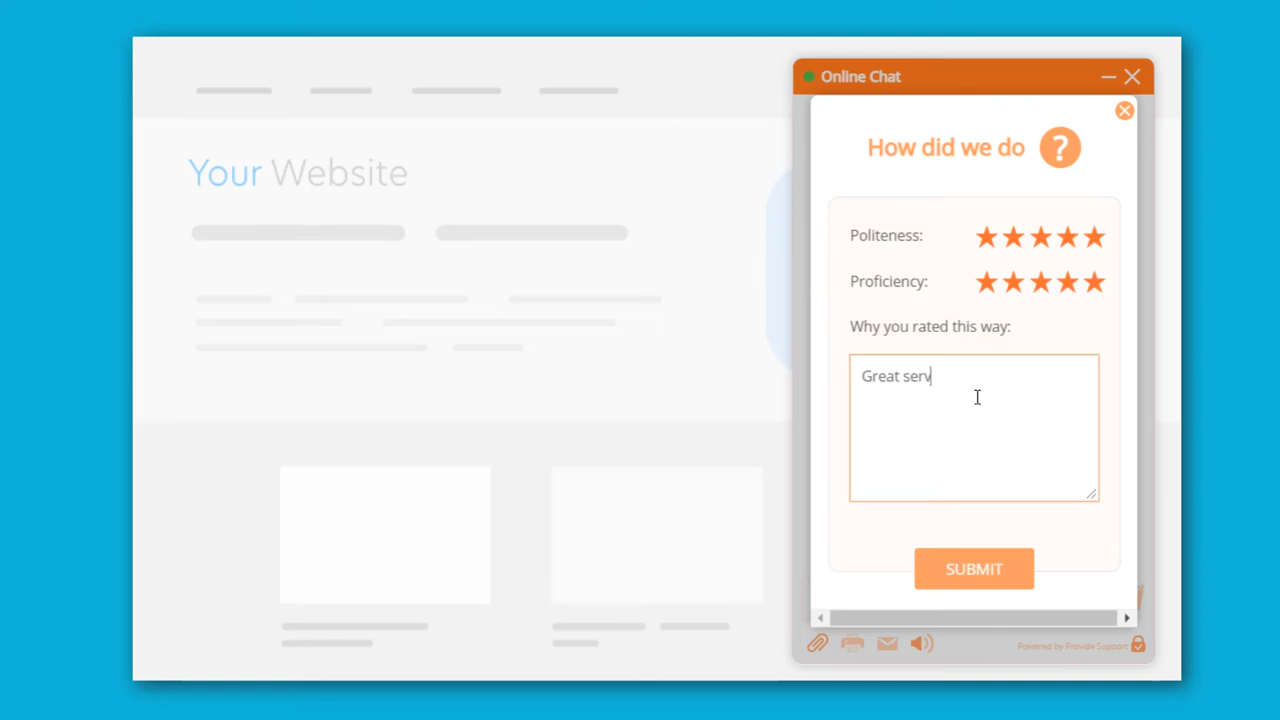 Online Chat
Your Website
How did we do ?
Politeness:
Proficiency:
Why you rated this way:
Great serv
SUBMIT
Powered by Provide Support